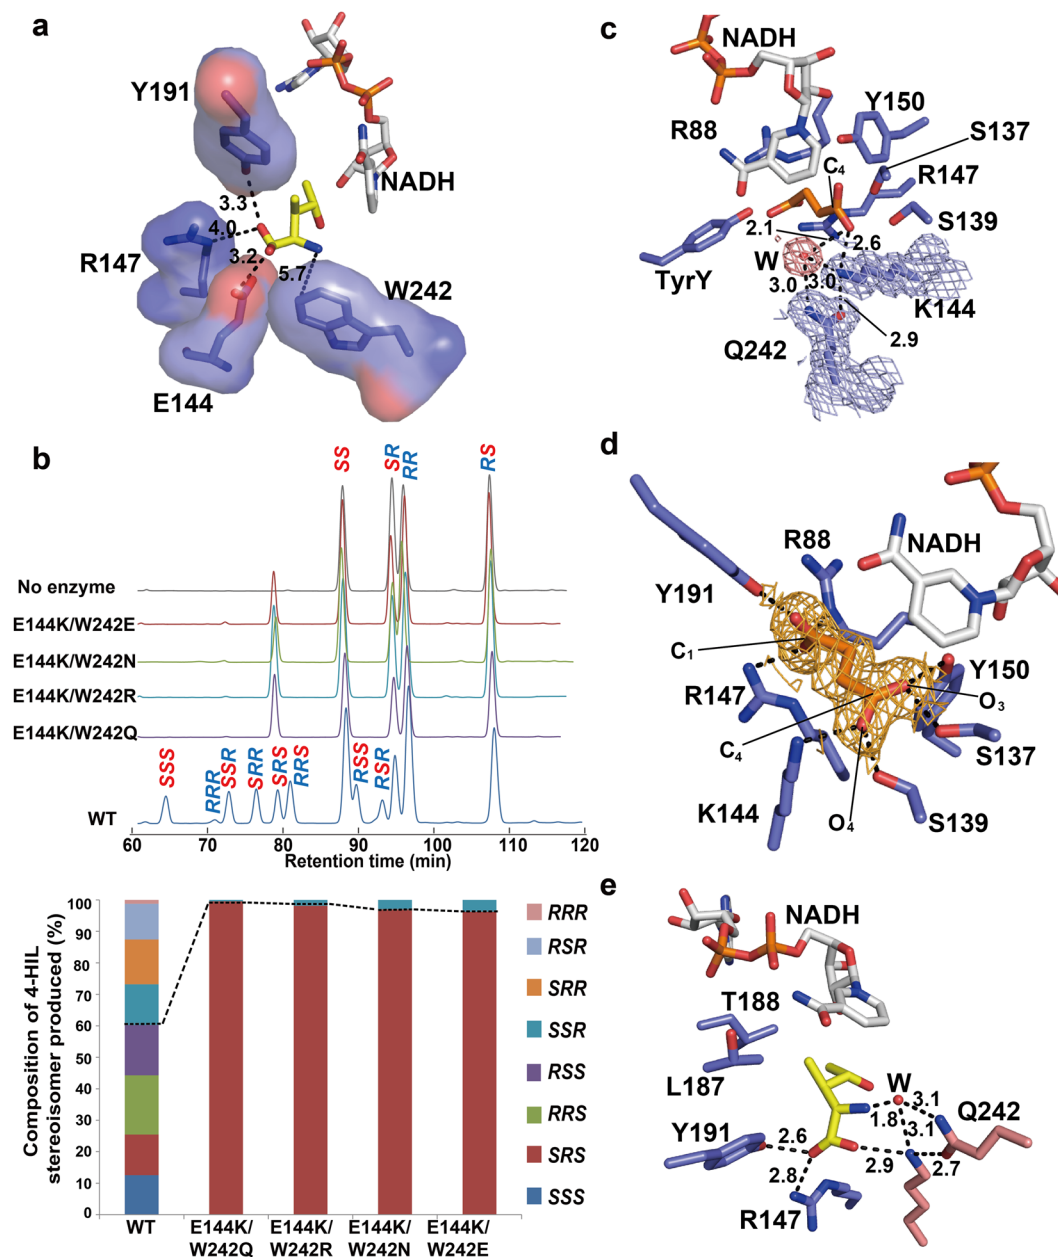 a
Y191
NADH
3.3
4.0
R147
3.2
5.7
W242
E144
c
NADH
Y150
R88
S137
C4
R147
S139
2.1
2.6
TyrY
W
3.0
3.0
K144
Q242
2.9
b
SS
SR
RR
RS
No enzyme
E144K/W242E
E144K/W242N
E144K/W242R
E144K/W242Q
WT
SSS
RRR
SSR
SRR
SRS
RRS
RSS
RSR
60 70 80 90 100 110 120
Retention time (min)
d
R88
NADH
Y191
C1
Y150
R147
O3
C4
S137
K144
O4
S139
Composition of 4-HIL
stereoisomer produced (%)
100
90
80
70
60
50
40
30
20
10
0
WT
E144K/
W242Q
E144K/
W242R
E144K/
W242N
E144K/
W242E
RRR
RSR
SRR
SSR
RSS
RRS
SRS
SSS
e
NADH
T188
L187
W
3.1
Q242
1.8
3.1
Y191
2.6
2.9
2.7
2.8
R147